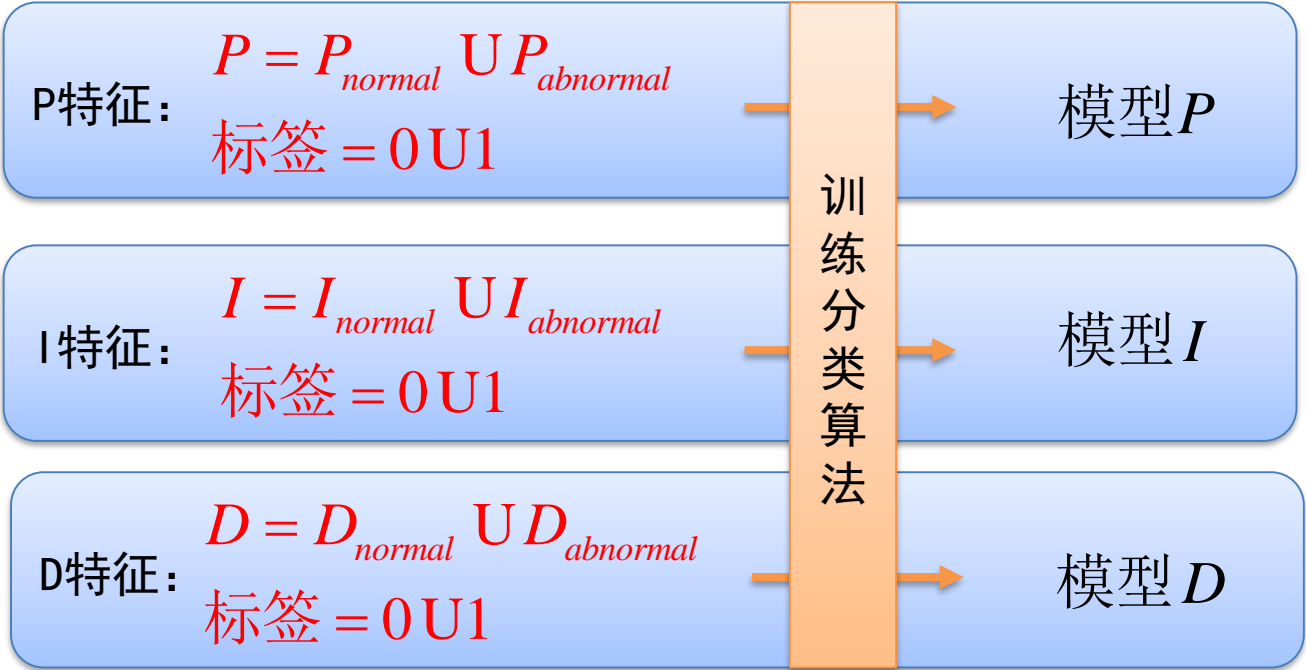 P = P_normal U P_abnormal
P特征：
标签 = 0 U 1
模型P
I = I_normal U I_abnormal
I特征：
标签 = 0 U 1
模型I
D = D_normal U D_abnormal
D特征：
标签 = 0 U 1
模型D
训练分类算法